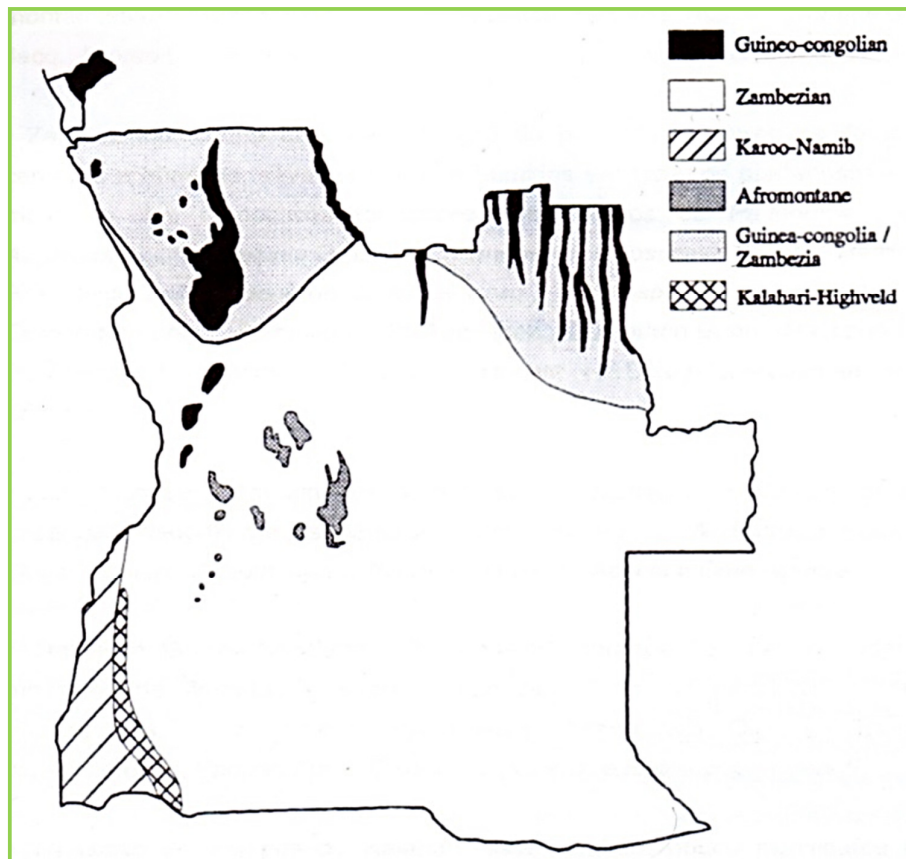 Guineo-congolian
Zambezian
Karoo-Namib
Afromontane
Guinea-congolia /
Zambezia
Kalahari-Highveld